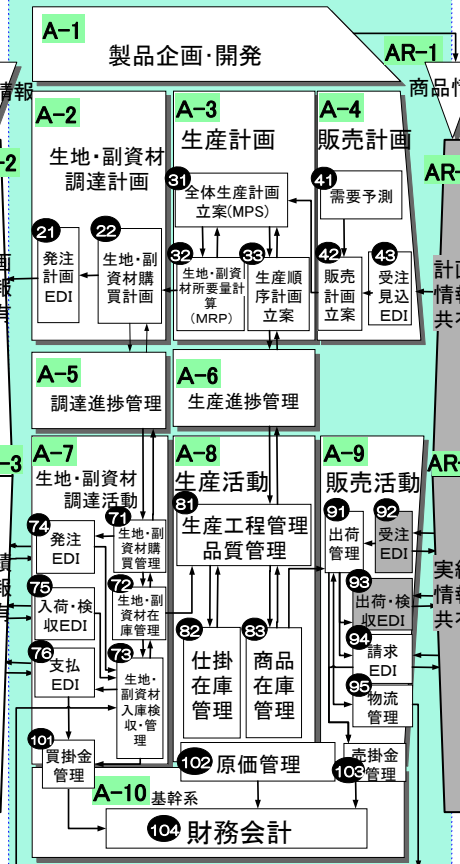 A-1
製品企画・開発
AR-1
情報
商品情
A-2
生地・副資材
調達計画
A-3
生産計画
A-4
販売計画
-2
AR-
31
全体生産計画
立案(MPS)
41
需要予測
21
発注
計画
EDI
22
生地・副
資材購
買計画
32
生地・副資
材所要量計
算
(MRP)
33
生産順
序計画
立案
42
販売
計画
立案
43
受注
見込
EDI
画
報
有
計画
情報
共有
A-5
調達進捗管理
A-6
生産進捗管理
A-7
生地・副資材
調達活動
A-8
生産活動
A-9
販売活動
-3
AR-
74
発注
EDI
71
生地・副
資材購
買管理
81
生産工程管理
品質管理
91
出荷
管理
92
受注
EDI
75
入荷・検
収EDI
72
生地・副
資材在
庫管理
93
出荷・検
収EDI
績
報
有
実績
情報
共有
76
支払
EDI
73
生地・
副資材
入庫検
収・管
理
82
仕掛
在庫
管理
83
商品
在庫
管理
94
請求
EDI
95
物流
管理
101
買掛金
管理
102
原価管理
103
売掛金
管理
A-10
基幹系
104
財務会計